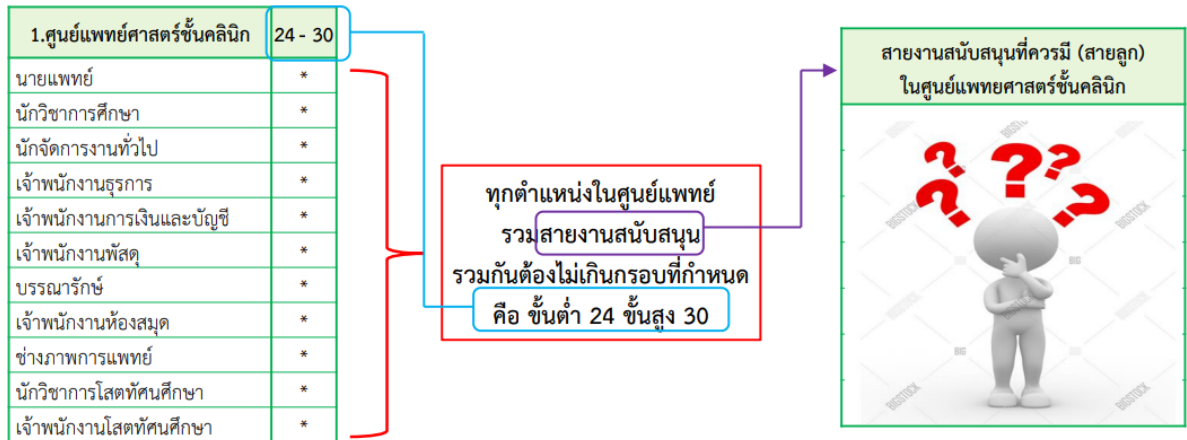 1.ศูนย์แพทย์ศาสตร์ชั้นคลินิก 24 - 30
นายแพทย์ *
นักวิชาการศึกษา *
นักจัดการงานทั่วไป *
เจ้าพนักงานธุรการ *
เจ้าพนักงานการเงินและบัญชี *
เจ้าพนักงานพัสดุ *
บรรณารักษ์ *
เจ้าพนักงานห้องสมุด *
ช่างภาพการแพทย์ *
นักวิชาการโสตทัศนศึกษา *
เจ้าพนักงานโสตทัศนศึกษา *
ทุกตำแหน่งในศูนย์แพทย์
รวมสายงานสนับสนุน
รวมกันต้องไม่เกินกรอบที่กำหนด
คือ ขั้นต่ำ 24 ขั้นสูง 30
สายงานสนับสนุนที่ควรมี (สายลูก)
ในศูนย์แพทยศาสตร์ชั้นคลินิก
? ? ? ? ?
BIGSTOCK
BIGSTOCK
BIGSTOCK
BIG
BIG
BIGSTOCK
BIGSTOCK